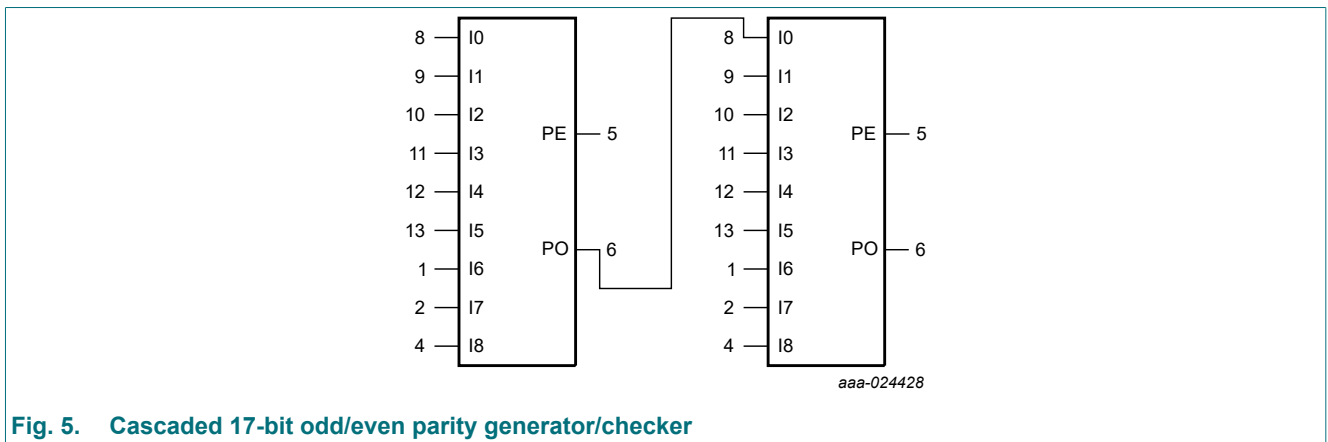 8 I0 8 I0
9 I1 9 I1
10 I2 10 I2
PE 5 PE 5
11 I3 11 I3
12 I4 12 I4
13 I5 13 I5
PO 6 PO 6
1 I6 1 I6
2 I7 2 I7
4 I8 4 I8
aaa-024428
Fig. 5. Cascaded 17-bit odd/even parity generator/checker